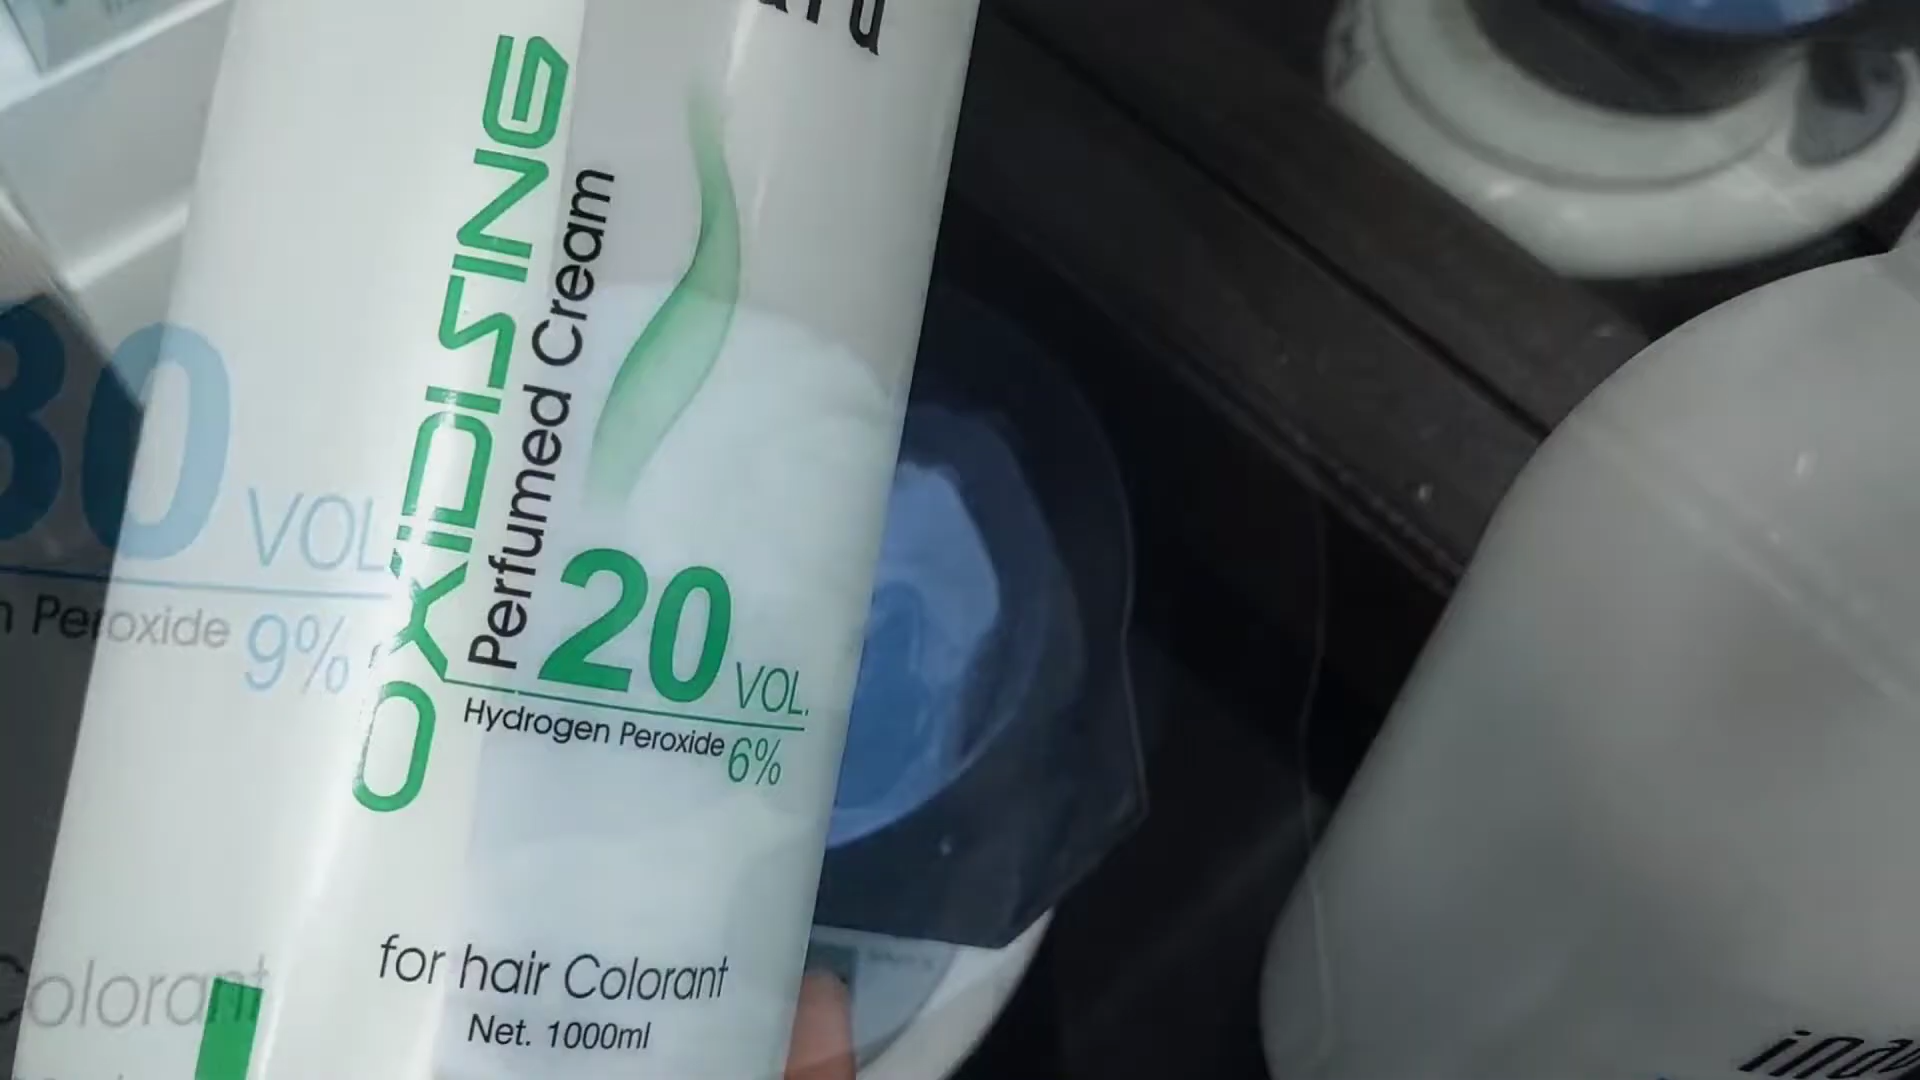 OXIDISING
Perfumed Cream
20 VOL.
Hydrogen Peroxide 6%
for hair Colorant
Net. 1000ml
30 VOL
Peroxide 9%
Colorant